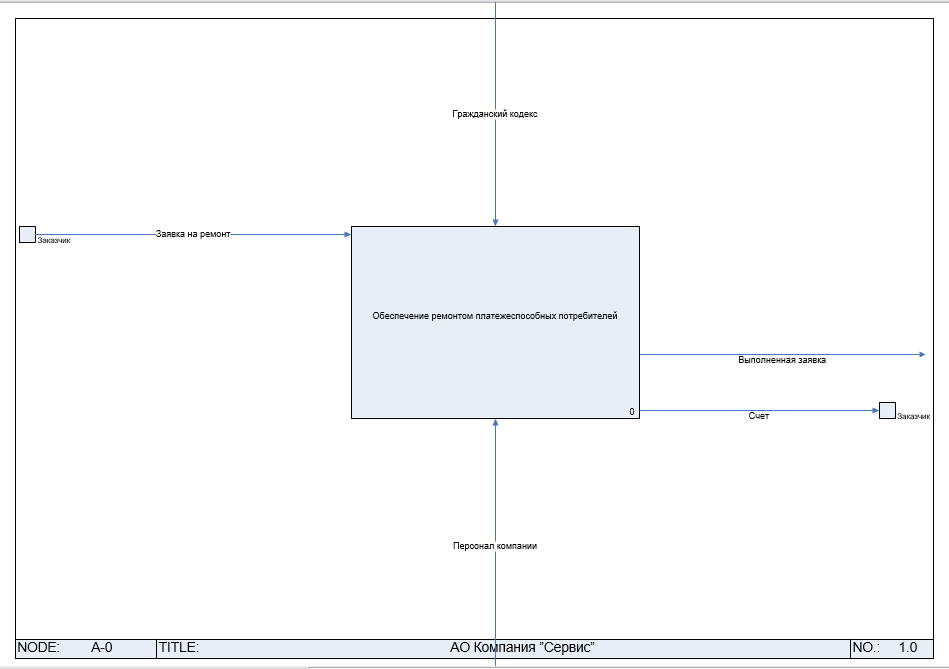 Гражданский кодекс
Заявка на ремонт
Заказчик
Обеспечение ремонтом платежеспособных потребителей
Выполненная заявка
0
Счет
Заказчик
Персонал компании
NODE: A-0 TITLE: АО Компания "Сервис" NO.: 1.0